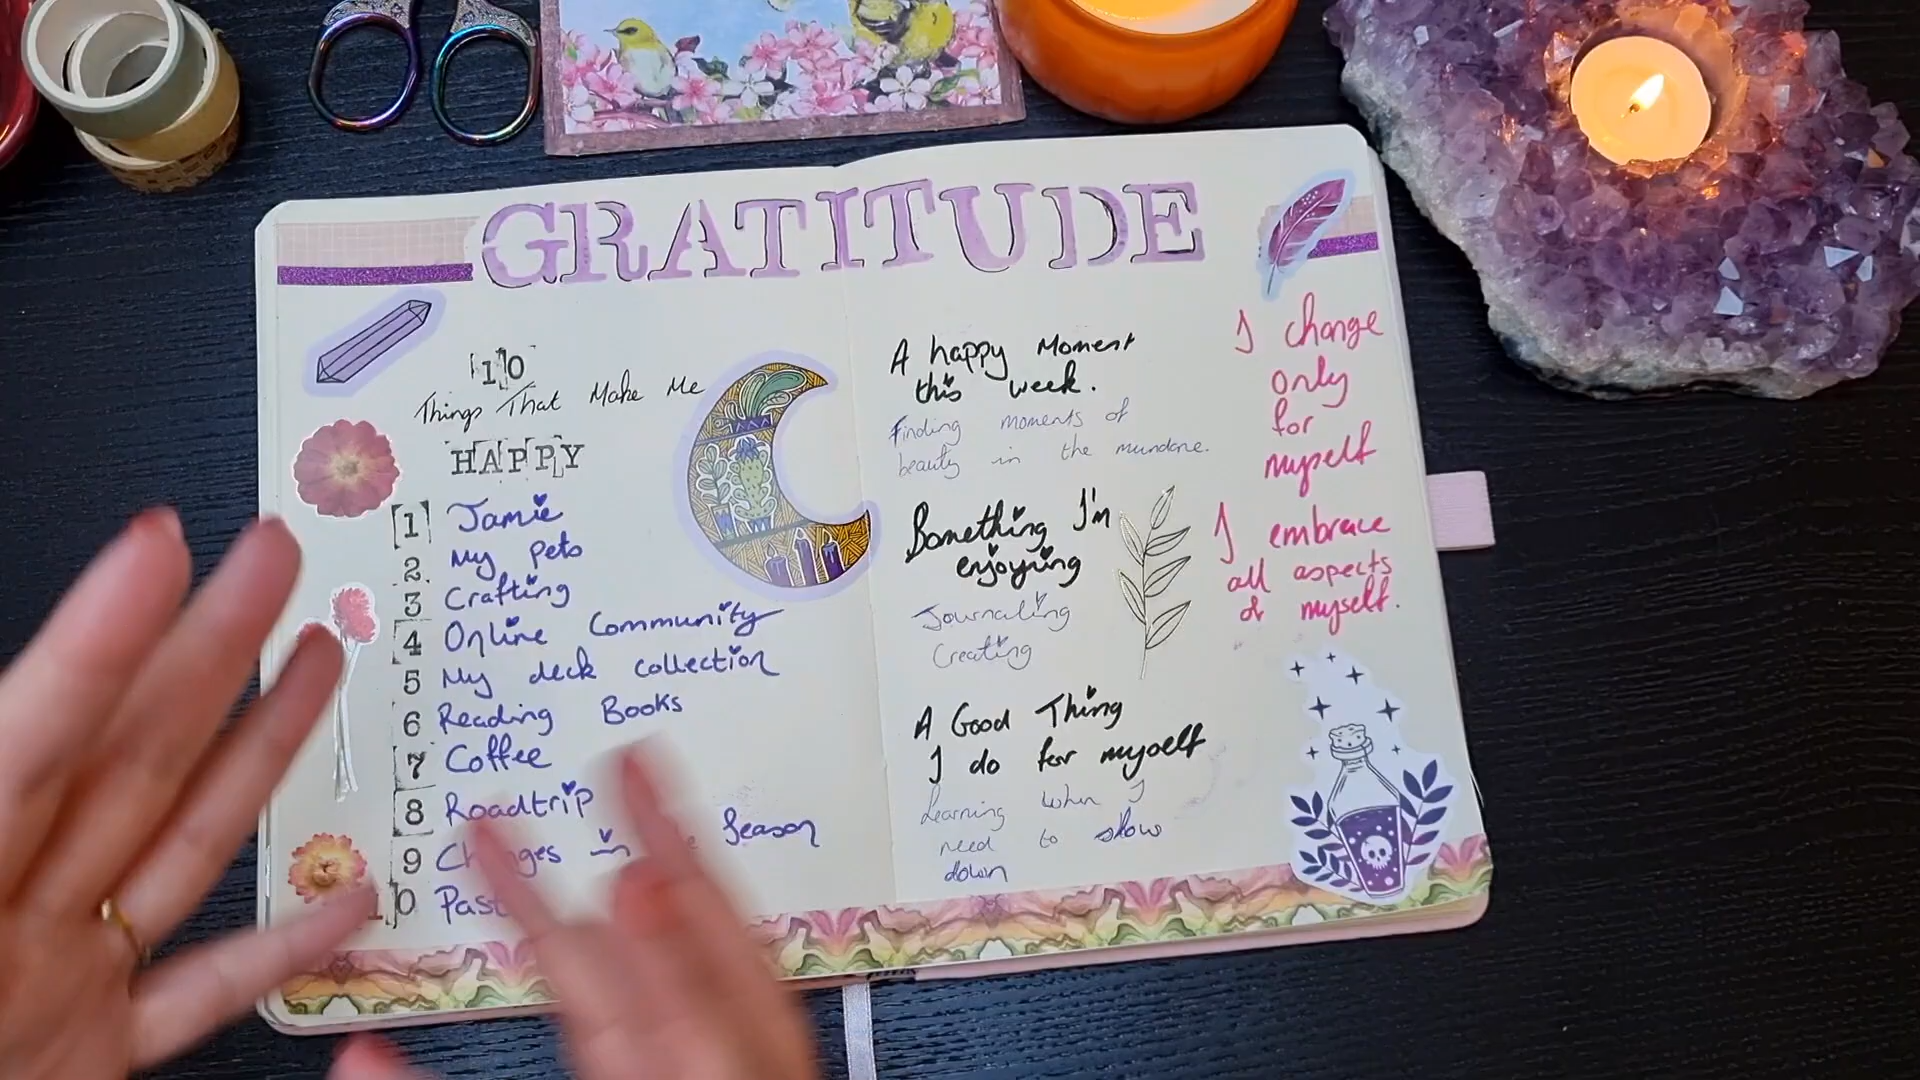 GRATITUDE
10
Things That Make Me
HAPPY
1 Jamie
2 My pets
3 Crafting
4 Online Community
5 My deck collection
6 Reading Books
7 Coffee
8 Roadtrip
9 Changes in Season
10
A happy Moment
this week.
Finding moments of
beauty in the mundane.
Something I'm
enjoying
Journaling
Creating
A Good Thing
I do for myself
Learning when I
need to slow
down
I change
only
for
myself
I embrace
all aspects
of myself.